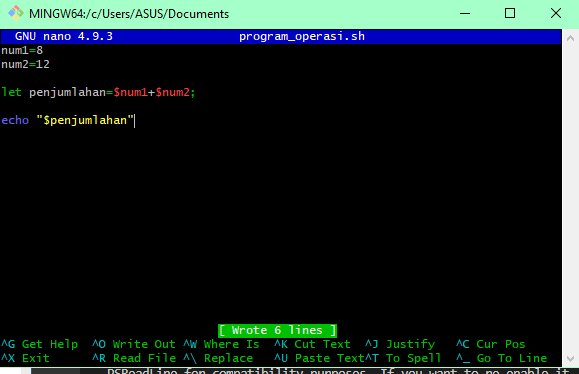 MINGW64:/c/Users/ASUS/Documents
GNU nano 4.9.3 program_operasi.sh
num1=8
num2=12
let penjumlahan=$num1+$num2;
echo "$penjumlahan"
[ Wrote 6 lines ]
^G Get Help ^O Write Out ^W Where Is ^K Cut Text ^J Justify ^C Cur Pos
^X Exit ^R Read File ^\ Replace ^U Paste Text ^T To Spell ^_ Go To Line
PSReadLine for compatibility purposes. If you want to re-enable it